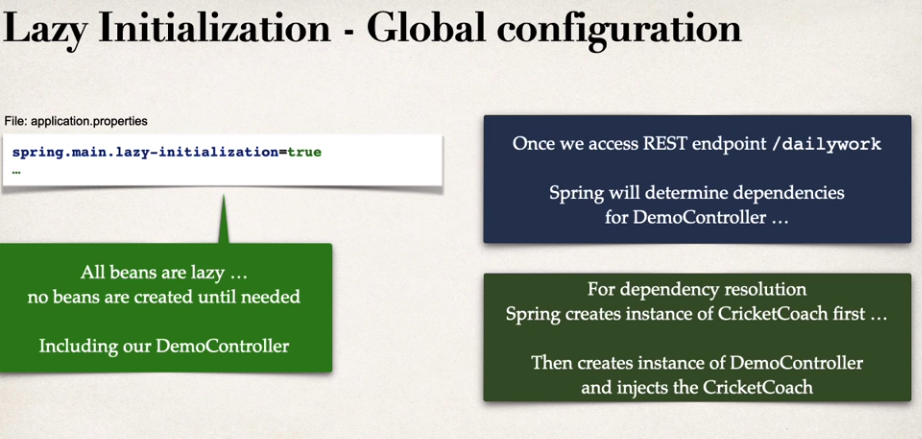 Lazy Initialization - Global configuration
File: application.properties
spring.main.lazy-initialization=true
…
All beans are lazy …
no beans are created until needed
Including our DemoController
Once we access REST endpoint /dailywork
Spring will determine dependencies
for DemoController …
For dependency resolution
Spring creates instance of CricketCoach first …
Then creates instance of DemoController
and injects the CricketCoach